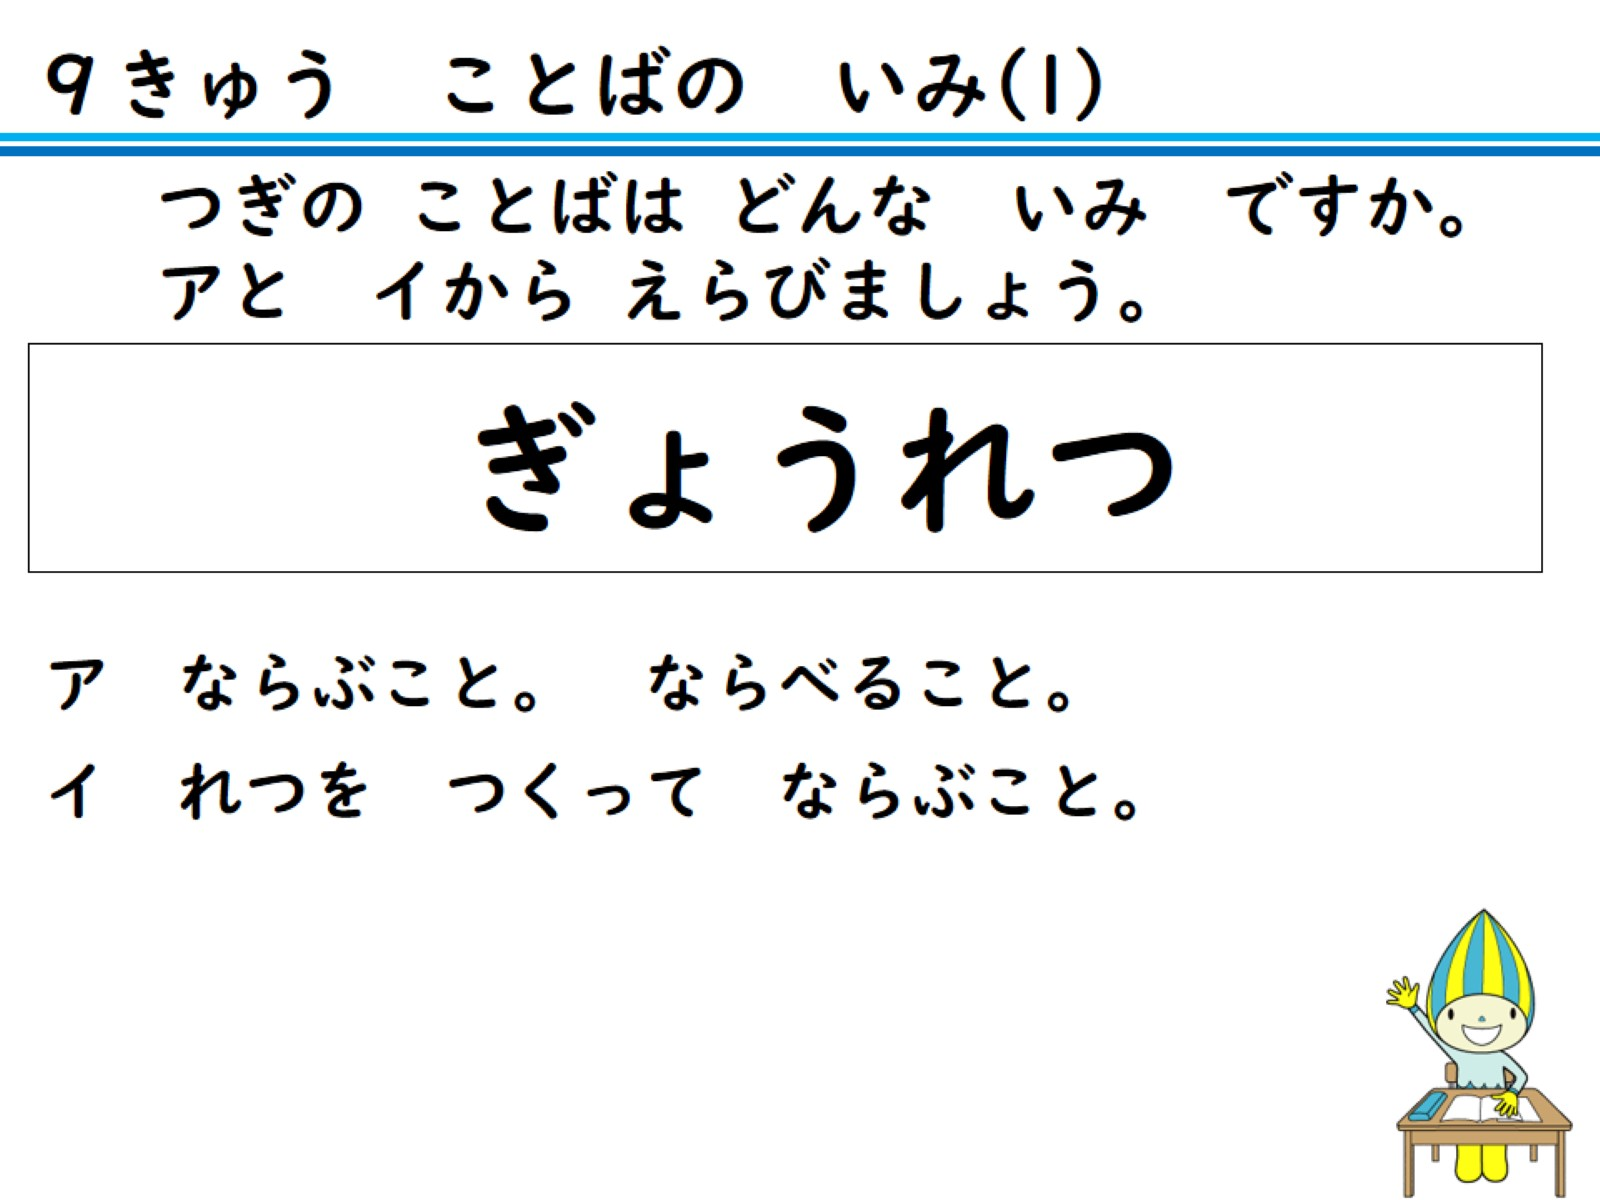 ９きゅう　ことばの　いみ(1)
つぎの ことばは どんな　いみ　ですか。
アと　イから えらびましょう。
ぎょうれつ
ア　ならぶこと。　ならべること。
イ　れつを　つくって　ならぶこと。